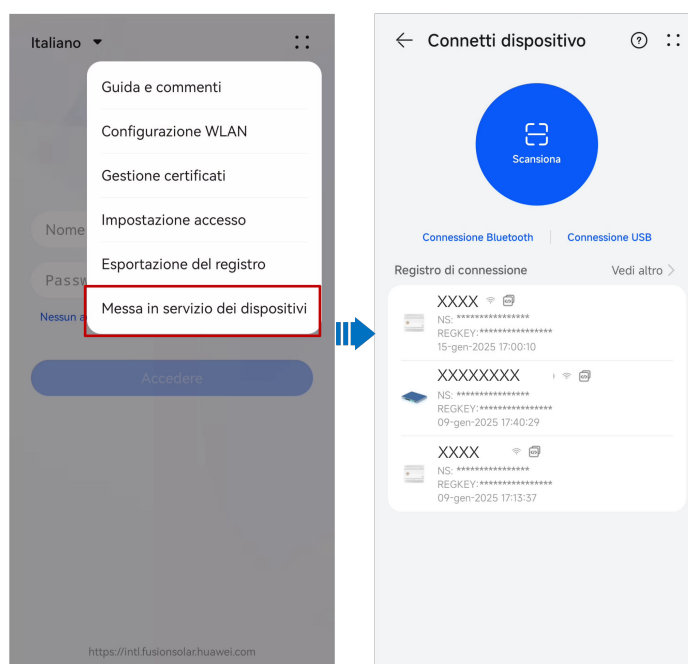 Italiano
Guida e commenti
Configurazione WLAN
Gestione certificati
Impostazione accesso
Nome
Esportazione del registro
Passw
Messa in servizio dei dispositivi
Nessun a
Accedere
https://intl.fusionsolar.huawei.com
Connetti dispositivo
Scansiona
Connessione Bluetooth
Connessione USB
Registro di connessione
Vedi altro
XXXX
NS: ****************
REGKEY:****************
15-gen-2025 17:00:10
XXXXXXXX
NS: ****************
REGKEY:****************
09-gen-2025 17:40:29
XXXX
NS: ****************
REGKEY:****************
09-gen-2025 17:13:37